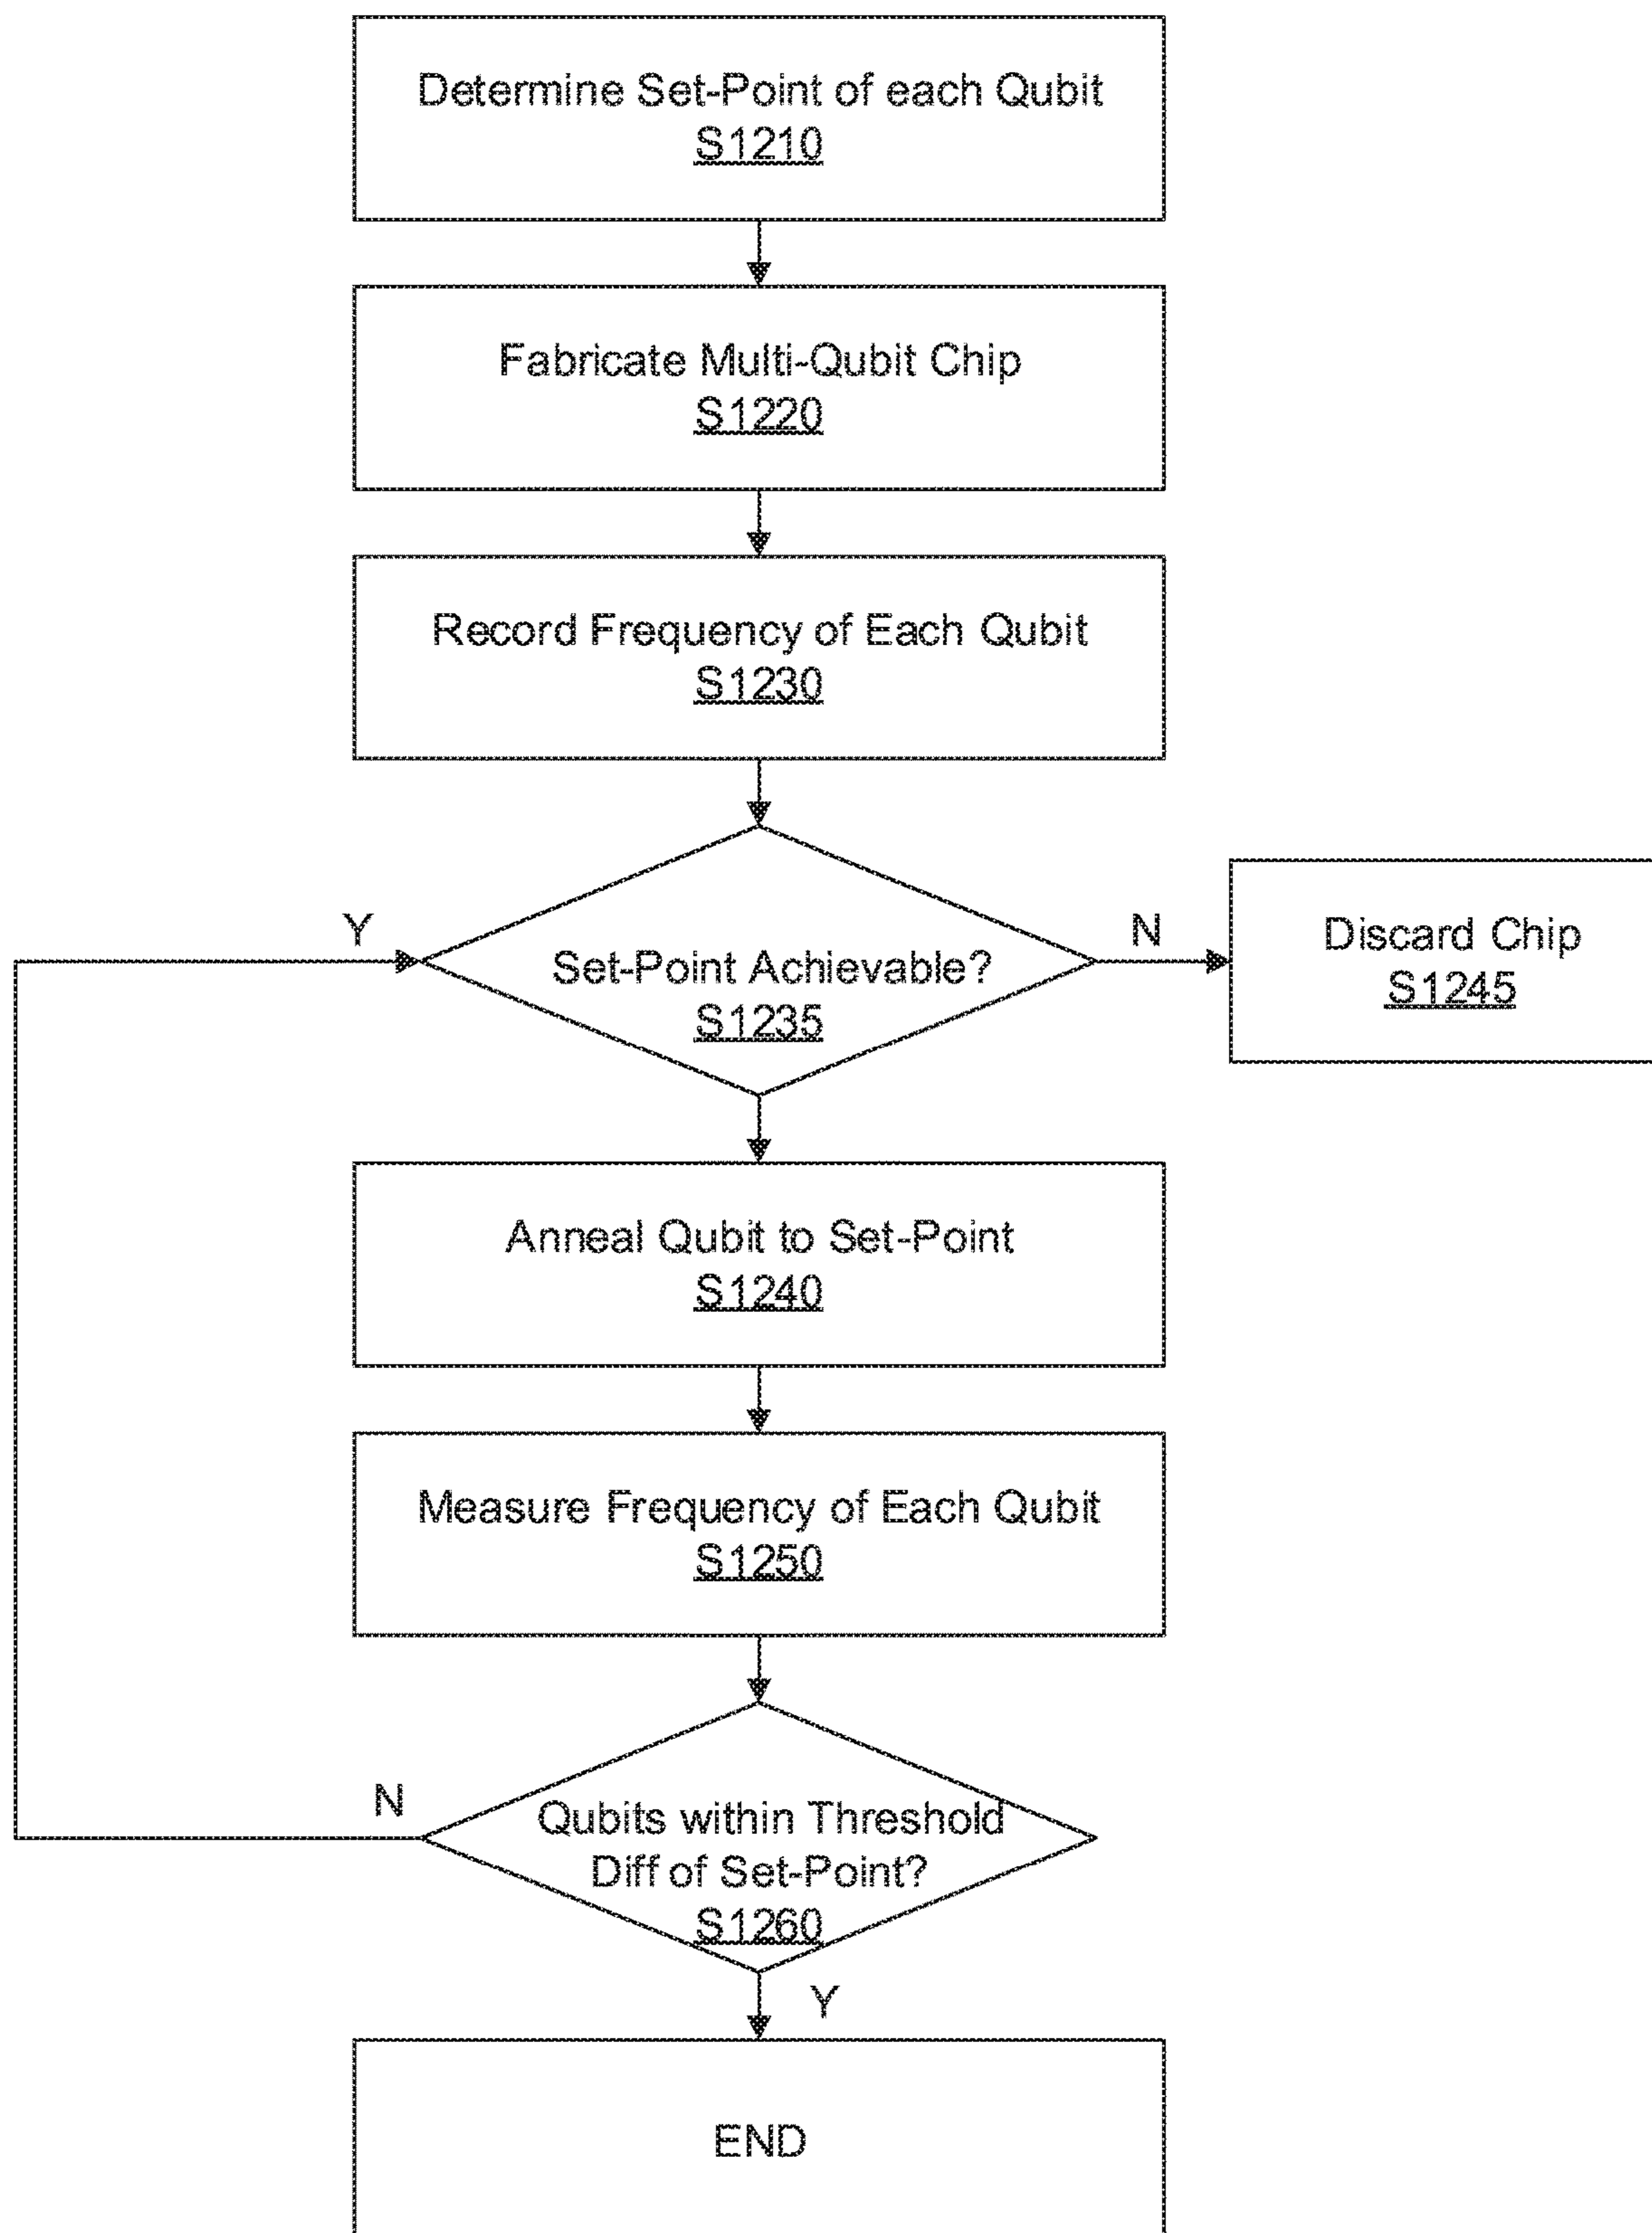 Determine Set-Point of each Qubit
S1210
Fabricate Multi-Qubit Chip
S1220
Record Frequency of Each Qubit
S1230
Y
N
Set-Point Achievable?
S1235
Discard Chip
S1245
Anneal Qubit to Set-Point
S1240
Measure Frequency of Each Qubit
S1250
N
Qubits within Threshold
Diff of Set-Point?
S1260
Y
END